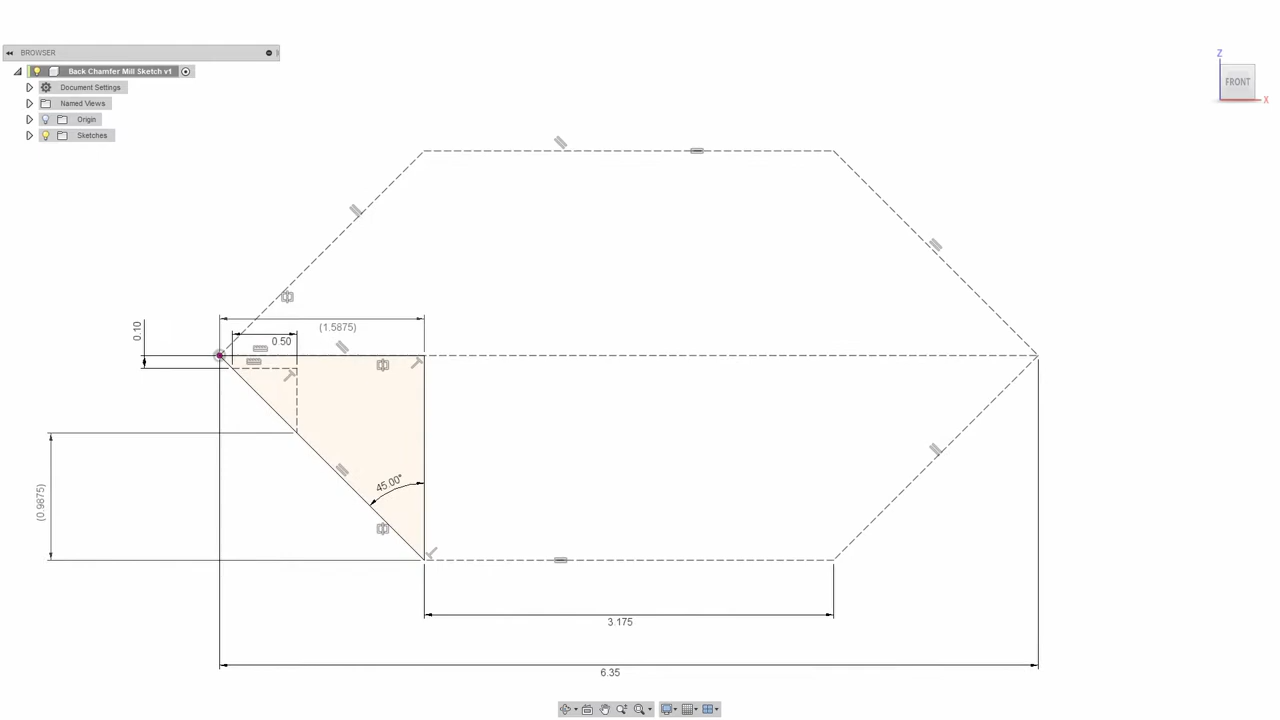 BROWSER
Back Chamfer Mill Sketch v1
Document Settings
Named Views
Origin
Sketches
Z
FRONT
X
0.10
(1.5875)
0.50
45.00°
(0.9875)
3.175
6.35